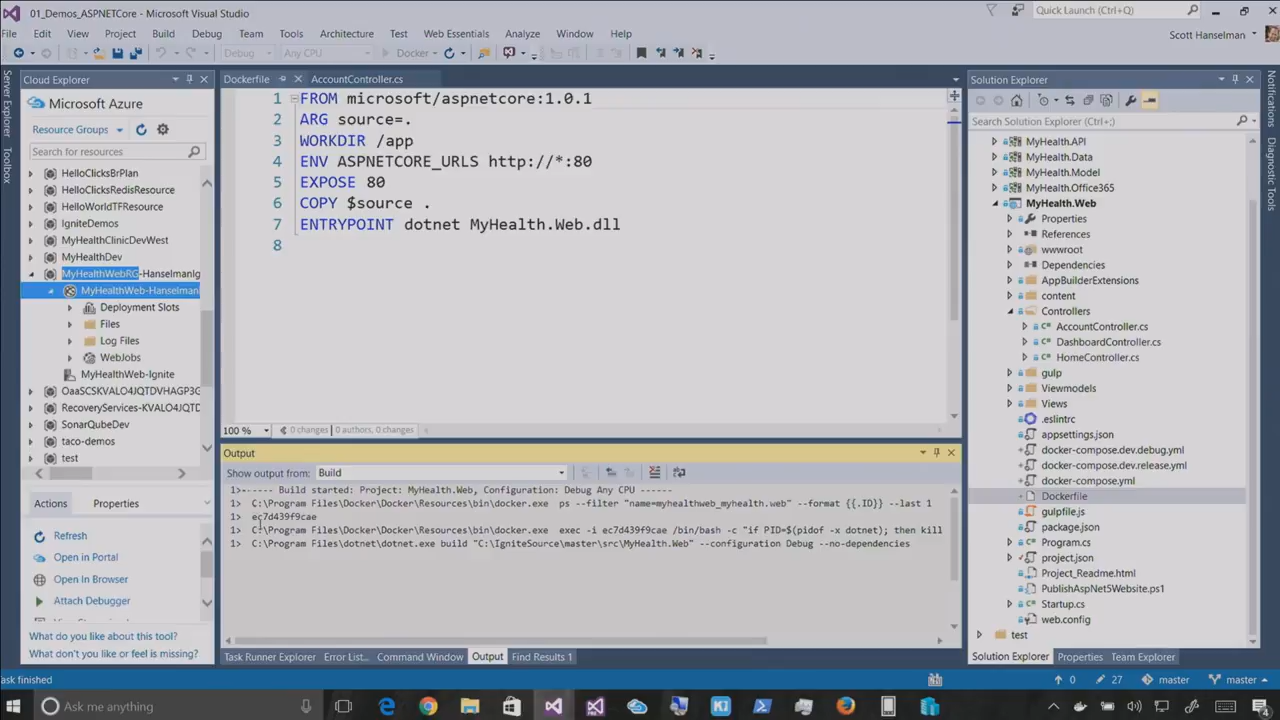 01_Demos_ASPNETCore - Microsoft Visual Studio
Quick Launch (Ctrl+Q)
File Edit View Project Build Debug Team Tools Architecture Test Web Essentials Analyze Window Help
Scott Hanselman
Debug Any CPU Docker
Server Explorer
Toolbox
Cloud Explorer
Microsoft Azure
Resource Groups
Search for resources
HelloClicksBrPlan
HelloClicksRedisResource
HelloWorldTFResource
IgniteDemos
MyHealthClinicDevWest
MyHealthDev
MyHealthWebRG-HanselmanIg
MyHealthWeb-Hanselman
Deployment Slots
Files
Log Files
WebJobs
MyHealthWeb-Ignite
OaaSCSKVALO4JQTDVHAGP3G
RecoveryServices-KVALO4JQTD
SonarQubeDev
taco-demos
test
Actions Properties
Refresh
Open in Portal
Open In Browser
Attach Debugger
What do you like about this tool?
What don't you like or feel is missing?
Dockerfile AccountController.cs
1 FROM microsoft/aspnetcore:1.0.1
2 ARG source=.
3 WORKDIR /app
4 ENV ASPNETCORE_URLS http://*:80
5 EXPOSE 80
6 COPY $source .
7 ENTRYPOINT dotnet MyHealth.Web.dll
8
100 % 0 changes | 0 authors, 0 changes
Output
Show output from: Build
1>------ Build started: Project: MyHealth.Web, Configuration: Debug Any CPU ------
1> C:\Program Files\Docker\Docker\Resources\bin\docker.exe ps --filter "name=myhealthweb_myhealth.web" --format {{.ID}} --last 1
1> ec7d439f9cae
1> C:\Program Files\Docker\Docker\Resources\bin\docker.exe exec -i ec7d439f9cae /bin/bash -c "if PID=$(pidof -x dotnet); then kill
1> C:\Program Files\dotnet\dotnet.exe build "C:\IgniteSource\master\src\MyHealth.Web" --configuration Debug --no-dependencies
Task Runner Explorer Error List... Command Window Output Find Results 1
Solution Explorer
Search Solution Explorer (Ctrl+;)
MyHealth.API
MyHealth.Data
MyHealth.Model
MyHealth.Office365
MyHealth.Web
Properties
References
wwwroot
Dependencies
AppBuilderExtensions
content
Controllers
AccountController.cs
DashboardController.cs
HomeController.cs
gulp
Viewmodels
Views
.eslintrc
appsettings.json
docker-compose.dev.debug.yml
docker-compose.dev.release.yml
docker-compose.yml
Dockerfile
gulpfile.js
package.json
Program.cs
project.json
Project_Readme.html
PublishAspNet5Website.ps1
Startup.cs
web.config
test
Solution Explorer Properties Team Explorer
Notifications
Diagnostic Tools
ask finished
0 27 master master
Ask me anything